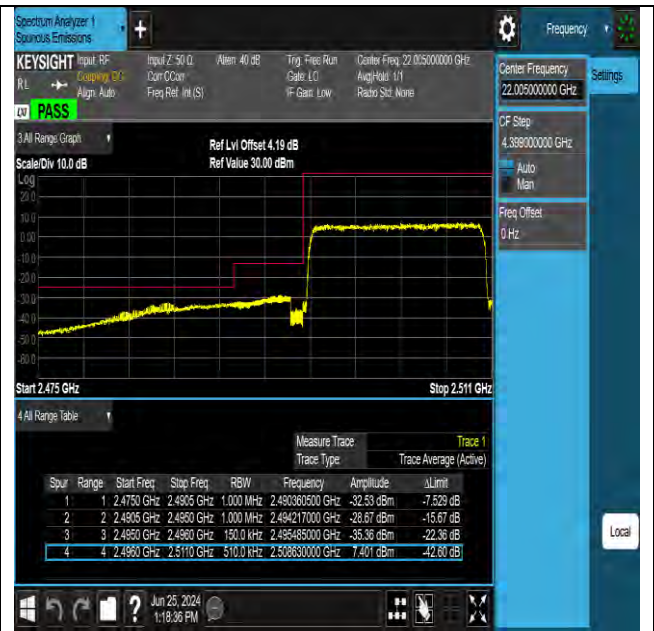 Spectrum Analyzer 1
Spurious Emissions
+
Frequency
KEYSIGHT Input: RF Input Z: 50 Ω Atten: 40 dB Trig: Free Run Center Freq: 22.005000000 GHz
RL Coupling: DC Corr CCorr Gate: LO Avg|Hold: 1/1
Align: Auto Freq Ref: Int (S) IF Gain: Low Radio Std: None
PASS
3 All Range Graph
Ref Lvl Offset 4.19 dB
Scale/Div 10.0 dB Ref Value 30.00 dBm
Log
20.0
10.0
0.00
-10.0
-20.0
-30.0
-40.0
-50.0
-60.0
Start 2.475 GHz Stop 2.511 GHz
4 All Range Table
Measure Trace Trace 1
Trace Type Trace Average (Active)
Spur Range Start Freq Stop Freq RBW Frequency Amplitude ΔLimit
1 1 2.4750 GHz 2.4905 GHz 1.000 MHz 2.490360500 GHz -32.53 dBm -7.529 dB
2 2 2.4905 GHz 2.4950 GHz 1.000 MHz 2.494217000 GHz -28.67 dBm -15.67 dB
3 3 2.4950 GHz 2.4960 GHz 150.0 kHz 2.495485000 GHz -35.36 dBm -22.36 dB
4 4 2.4960 GHz 2.5110 GHz 510.0 kHz 2.508630000 GHz 7.401 dBm -42.60 dB
Center Frequency
22.005000000 GHz
Settings
CF Step
4.399000000 GHz
Auto
Man
Freq Offset
0 Hz
Local
?
Jun 25, 2024
1:18:36 PM